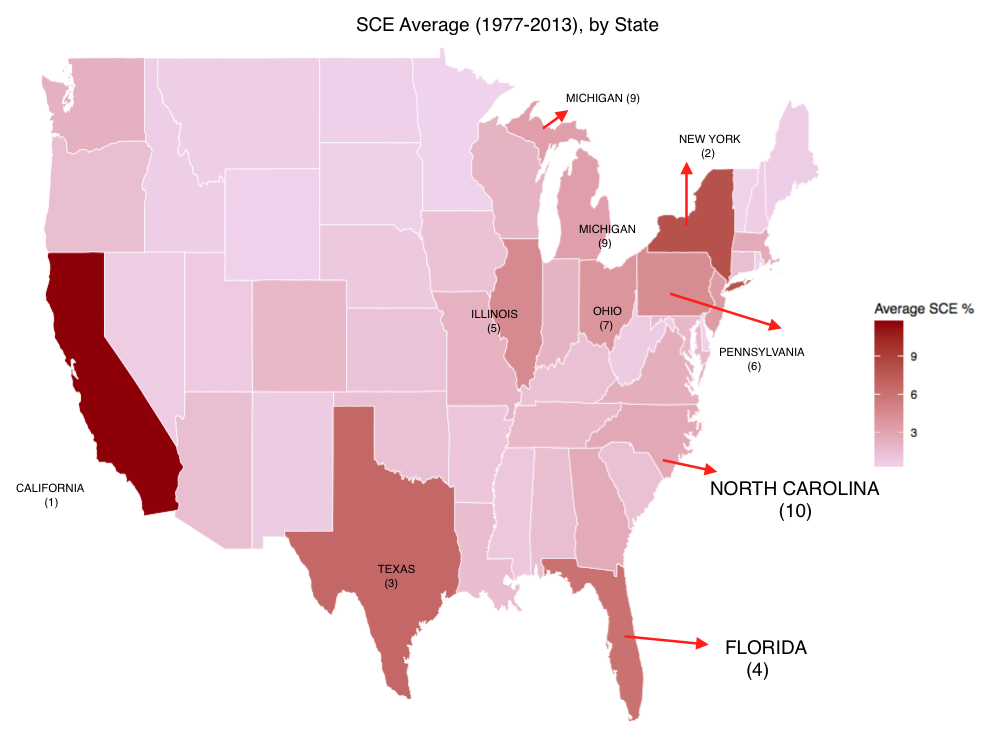 SCE Average (1977-2013), by State
MICHIGAN (9)
NEW YORK
(2)
MICHIGAN
(9)
Average SCE %
ILLINOIS
(5)
OHIO
(7)
9
PENNSYLVANIA
(6)
6
3
CALIFORNIA
(1)
NORTH CAROLINA
(10)
TEXAS
(3)
FLORIDA
(4)